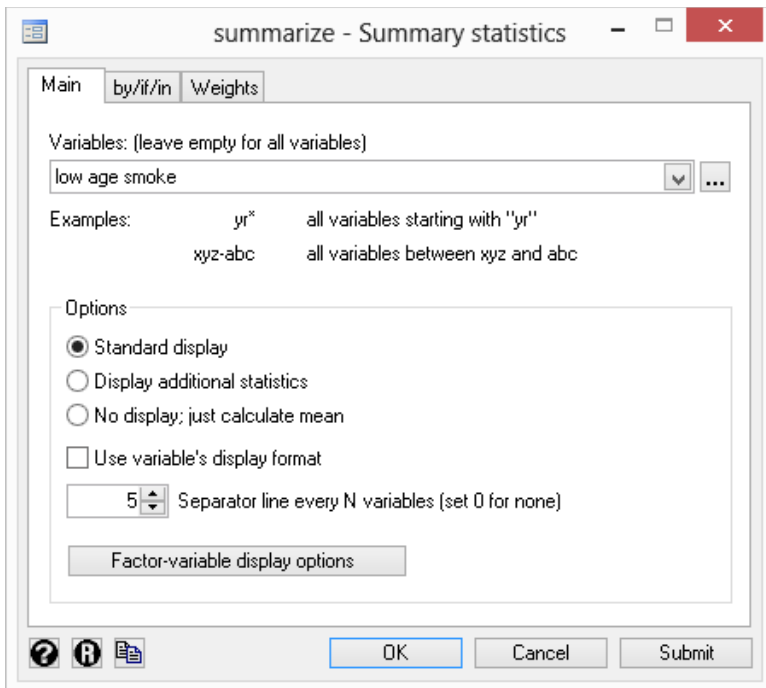 summarize - Summary statistics
Main by/if/in Weights
Variables: (leave empty for all variables)
low age smoke ...
Examples: yr* all variables starting with "yr"
xyz-abc all variables between xyz and abc
Options
Standard display
Display additional statistics
No display; just calculate mean
Use variable's display format
5 Separator line every N variables (set 0 for none)
Factor-variable display options
? R OK Cancel Submit